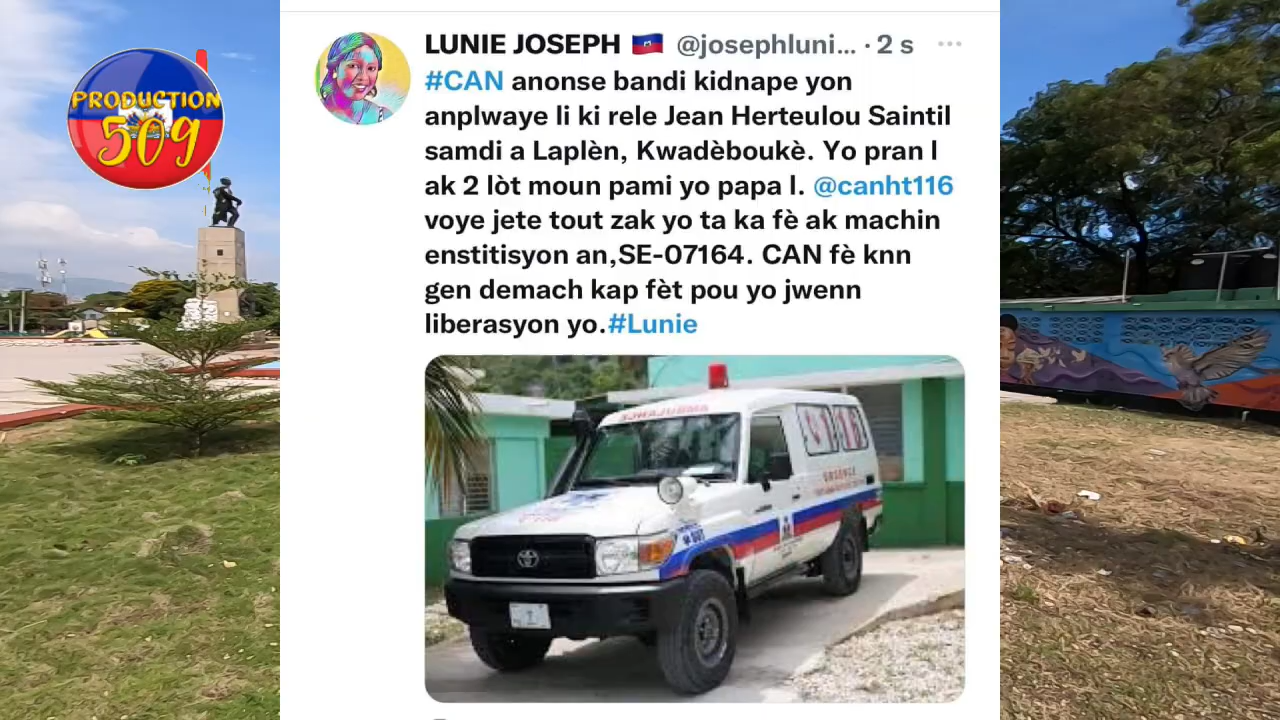 PRODUCTION
509
LUNIE JOSEPH 🇭🇹 @josephluni... · 2 s
#CAN anonse bandi kidnape yon
anplwaye li ki rele Jean Herteulou Saintil
samdi a Laplèn, Kwadèboukè. Yo pran l
ak 2 lòt moun pami yo papa l. @canht116
voye jete tout zak yo ta ka fè ak machin
enstitisyon an,SE-07164. CAN fè knn
gen demach kap fèt pou yo jwenn
liberasyon yo.#Lunie
116
URGENCE